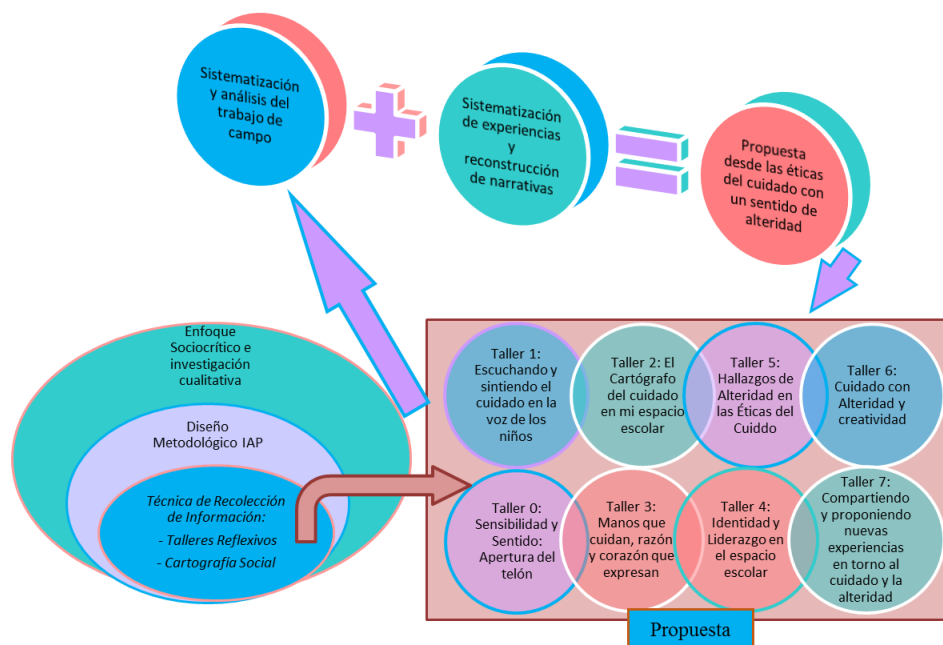 Sistematización
y análisis del
trabajo de
campo
Sistematización
de experiencias
y
reconstrucción
de narrativas
Propuesta
desde las éticas
del cuidado con
un sentido de
alteridad
Enfoque
Sociocrítico e
investigación
cualitativa
Diseño
Metodológico IAP
Técnica de Recolección
de Información:
- Talleres Reflexivos
- Cartografía Social
Taller 1:
Escuchando y
sintiendo el
cuidado en la
voz de los
niños
Taller 2: El
Cartógrafo
del cuidado
en mi espacio
escolar
Taller 5:
Hallazgos de
Alteridad en
las Éticas del
Cuiddo
Taller 6:
Cuidado con
Alteridad y
creatividad
Taller 0:
Sensibilidad y
Sentido:
Apertura del
telón
Taller 3:
Manos que
cuidan, razón
y corazón que
expresan
Taller 4:
Identidad y
Liderazgo en
el espacio
escolar
Taller 7:
Compartiendo
y proponiendo
nuevas
experiencias
en torno al
cuidado y la
alteridad
Propuesta